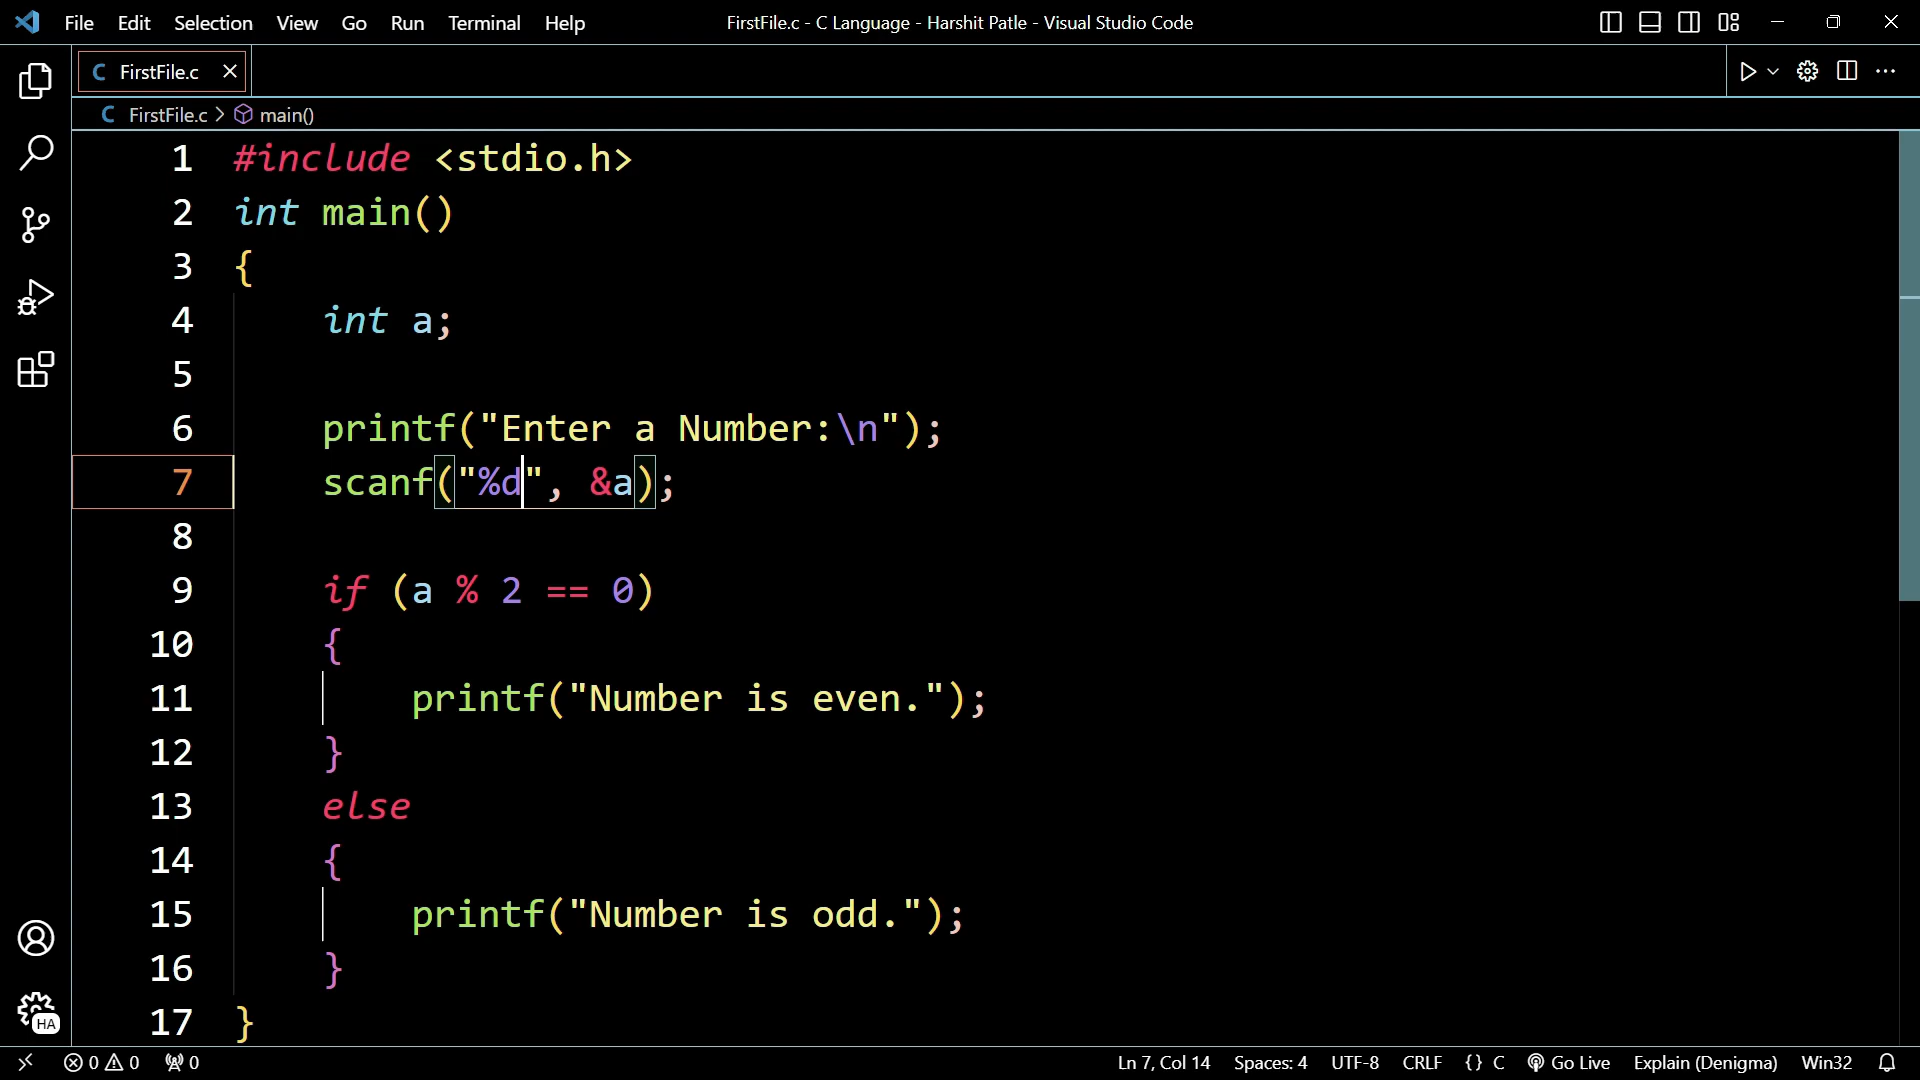 File Edit Selection View Go Run Terminal Help FirstFile.c - C Language - Harshit Patle - Visual Studio Code
C FirstFile.c
C FirstFile.c > main()
1 #include <stdio.h>
2 int main()
3 {
4 int a;
5
6 printf("Enter a Number:\n");
7 scanf("%d", &a);
8
9 if (a % 2 == 0)
10 {
11 printf("Number is even.");
12 }
13 else
14 {
15 printf("Number is odd.");
16 }
HA
17 }
0 0 0 Ln 7, Col 14 Spaces: 4 UTF-8 CRLF {} C Go Live Explain (Denigma) Win32